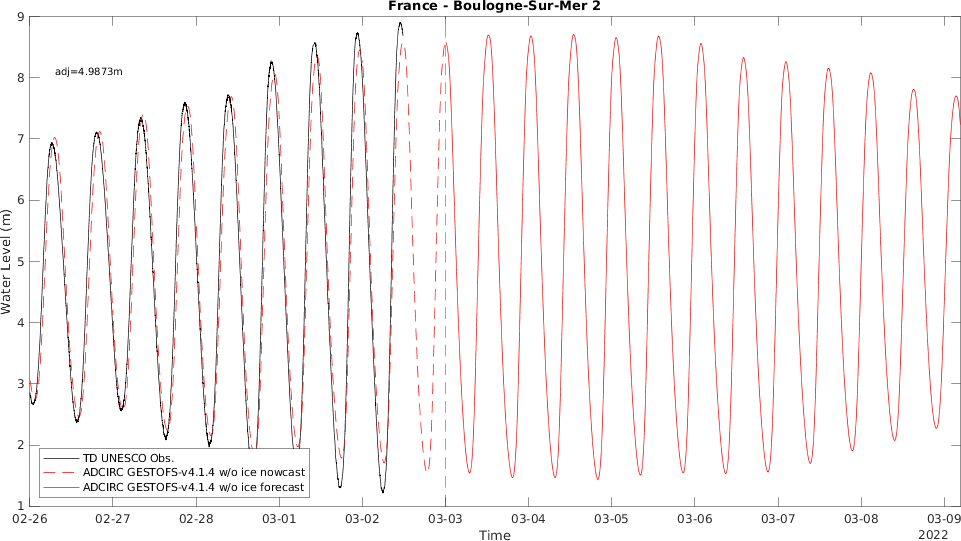 France - Boulogne-Sur-Mer 2
adj=4.9873m
9
8
7
6
5
4
3
2
1
Water Level (m)
TD UNESCO Obs.
ADCIRC GESTOFS-v4.1.4 w/o ice nowcast
ADCIRC GESTOFS-v4.1.4 w/o ice forecast
02-26 02-27 02-28 03-01 03-02 03-03 03-04 03-05 03-06 03-07 03-08 03-09
Time
2022